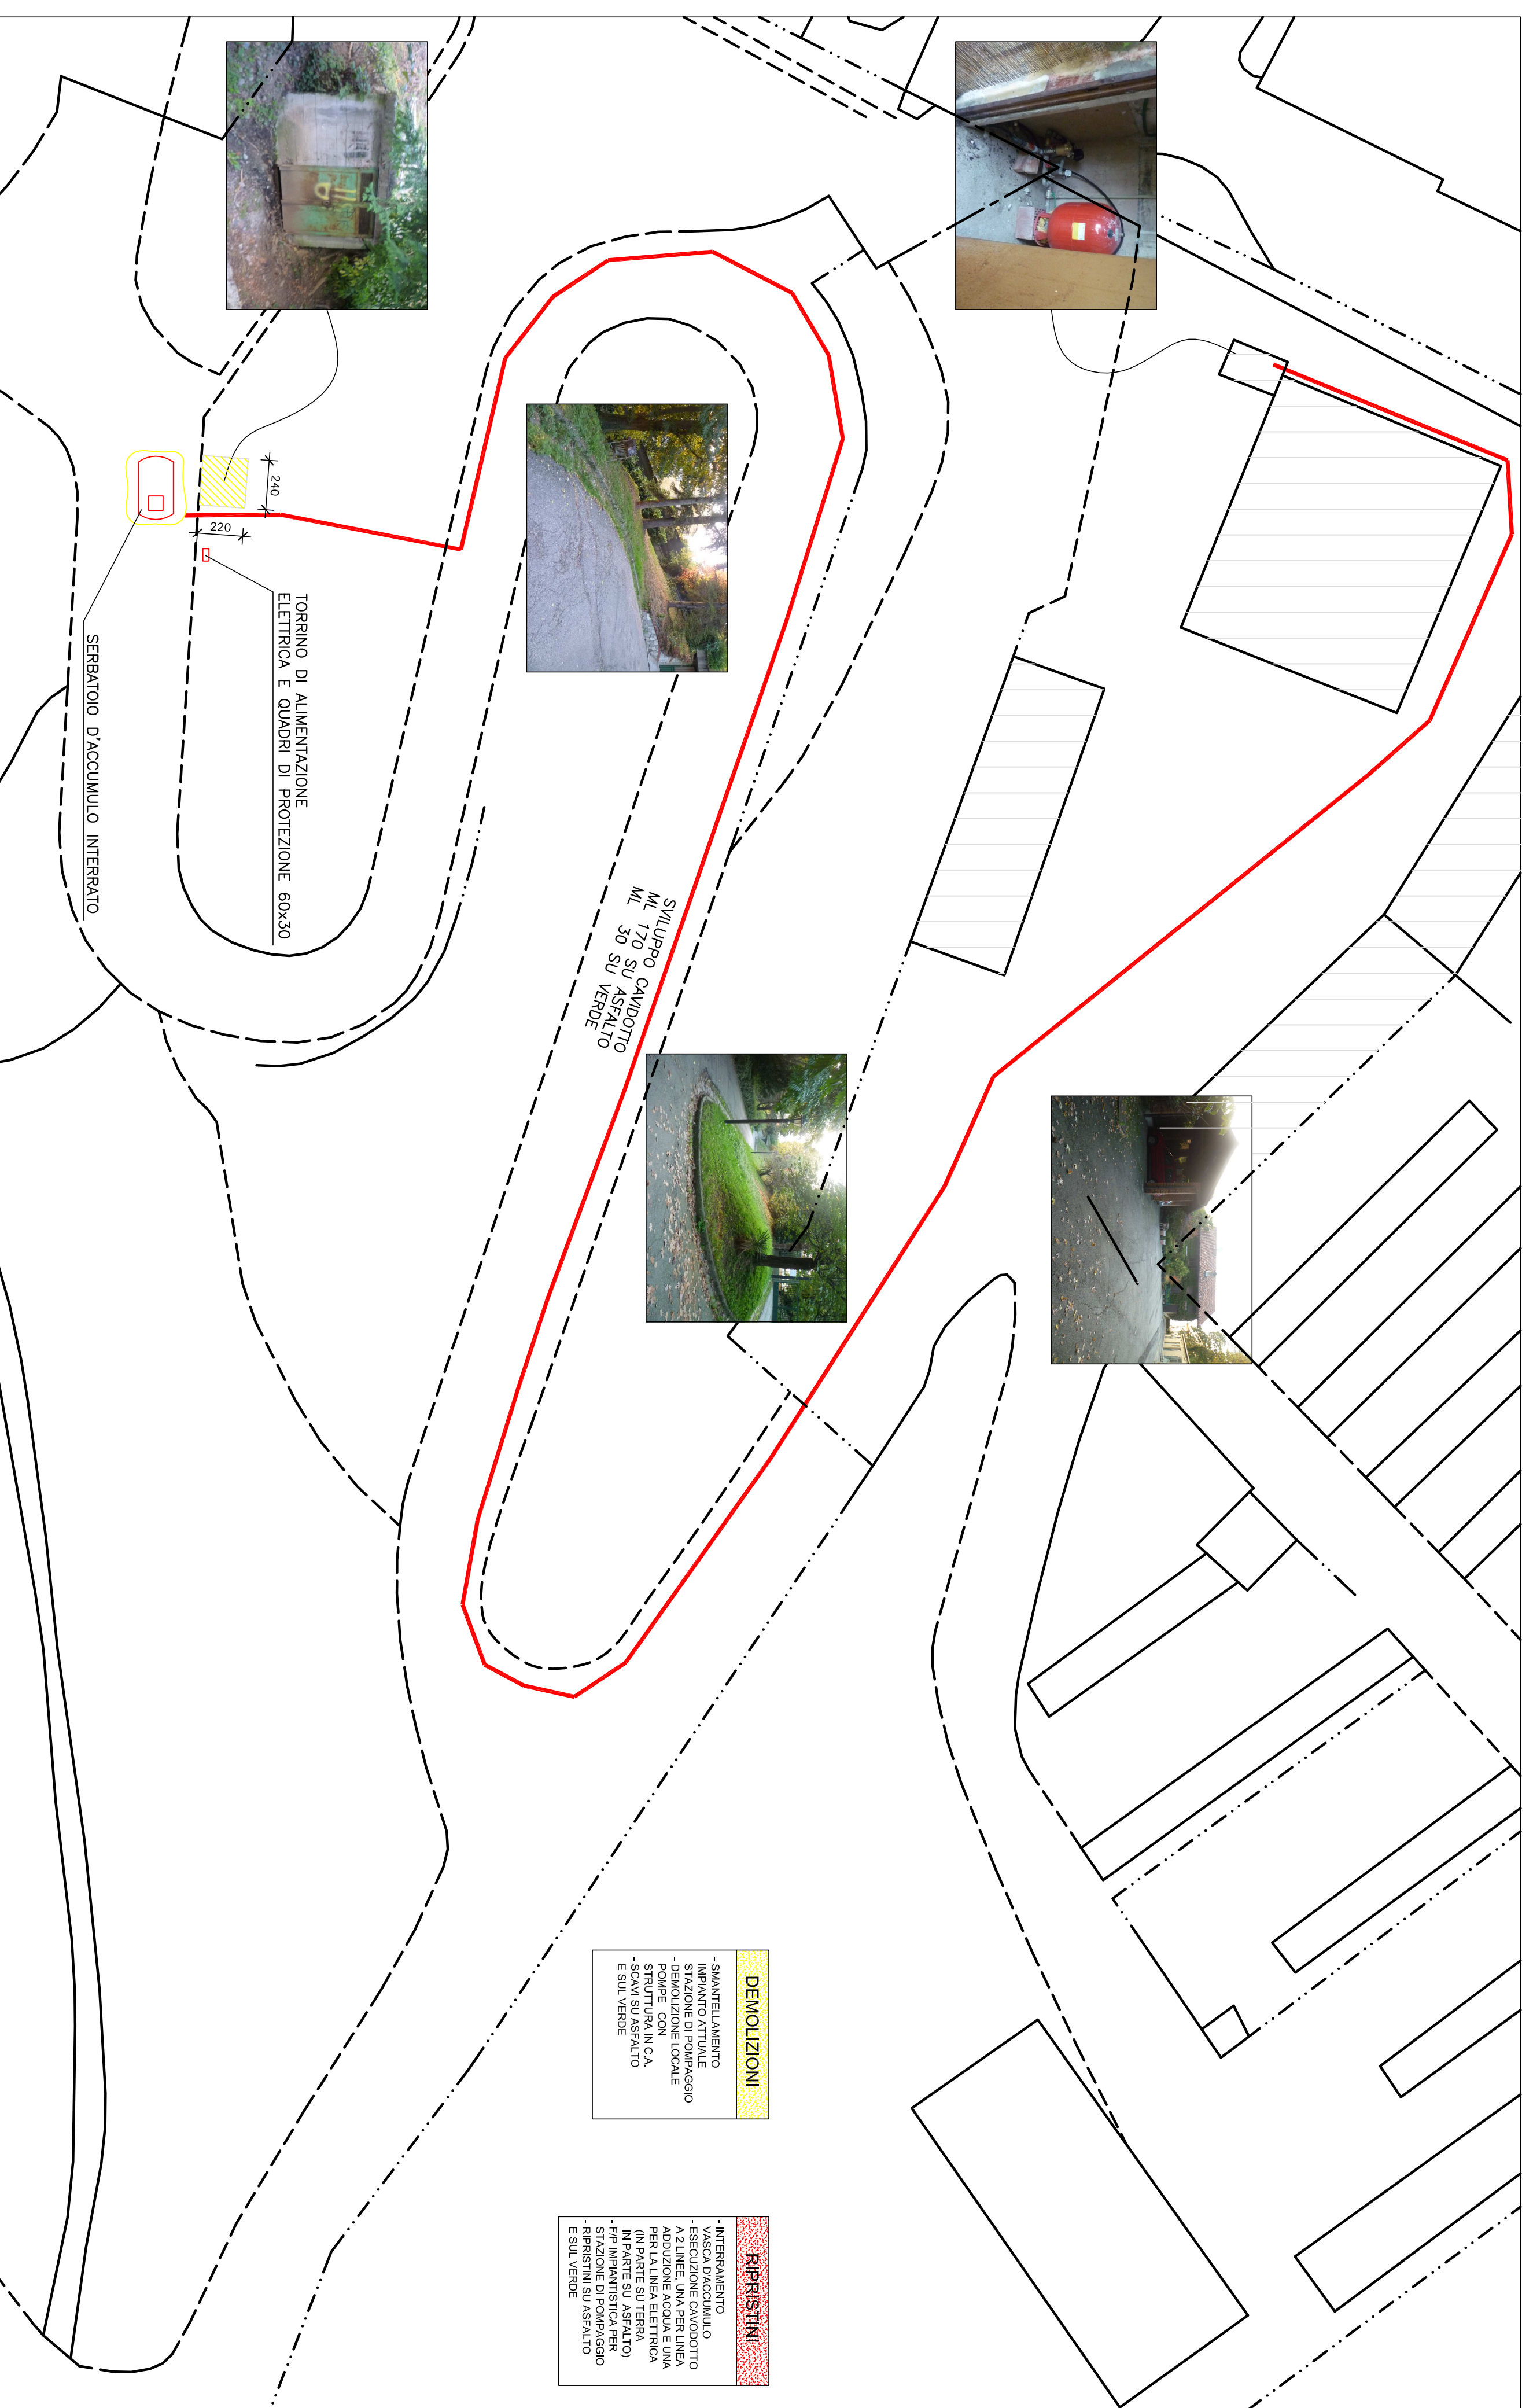 240
220
TORRINO DI ALIMENTAZIONE
ELETTRICA E QUADRI DI PROTEZIONE 60x30
SERBATOIO D'ACCUMULO INTERRATO
SVILUPPO CAVIDOTTO
ML 170 SU ASFALTO
ML 30 SU VERDE
DEMOLIZIONI
- SMANTELLAMENTO
IMPIANTO ATTUALE
STAZIONE DI POMPAGGIO
- DEMOLIZIONE LOCALE
POMPE CON
STRUTTURA IN C.A.
- SCAVI SU ASFALTO
E SUL VERDE
RIPRISTINI
- INTERRAMENTO
VASCA D'ACCUMULO
- ESECUZIONE CAVODOTTO
A 2 LINEE, UNA PER LINEA
ADDUZIONE ACQUA E UNA
PER LA LINEA ELETTRICA
(IN PARTE SU TERRA
IN PARTE SU ASFALTO)
- F/P IMPIANTISTICA PER
STAZIONE DI POMPAGGIO
- RIPRISTINI SU ASFALTO
E SUL VERDE